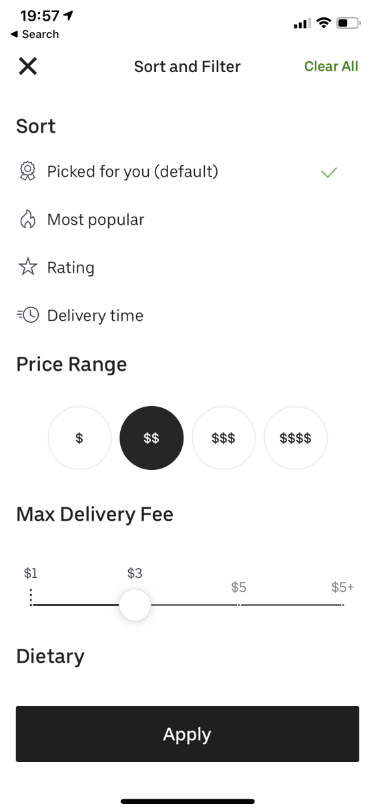 19:57
◀ Search
Sort and Filter
Clear All
Sort
Picked for you (default)
Most popular
Rating
Delivery time
Price Range
$ $$ $$$ $$$$
Max Delivery Fee
$1 $3 $5 $5+
Dietary
Apply